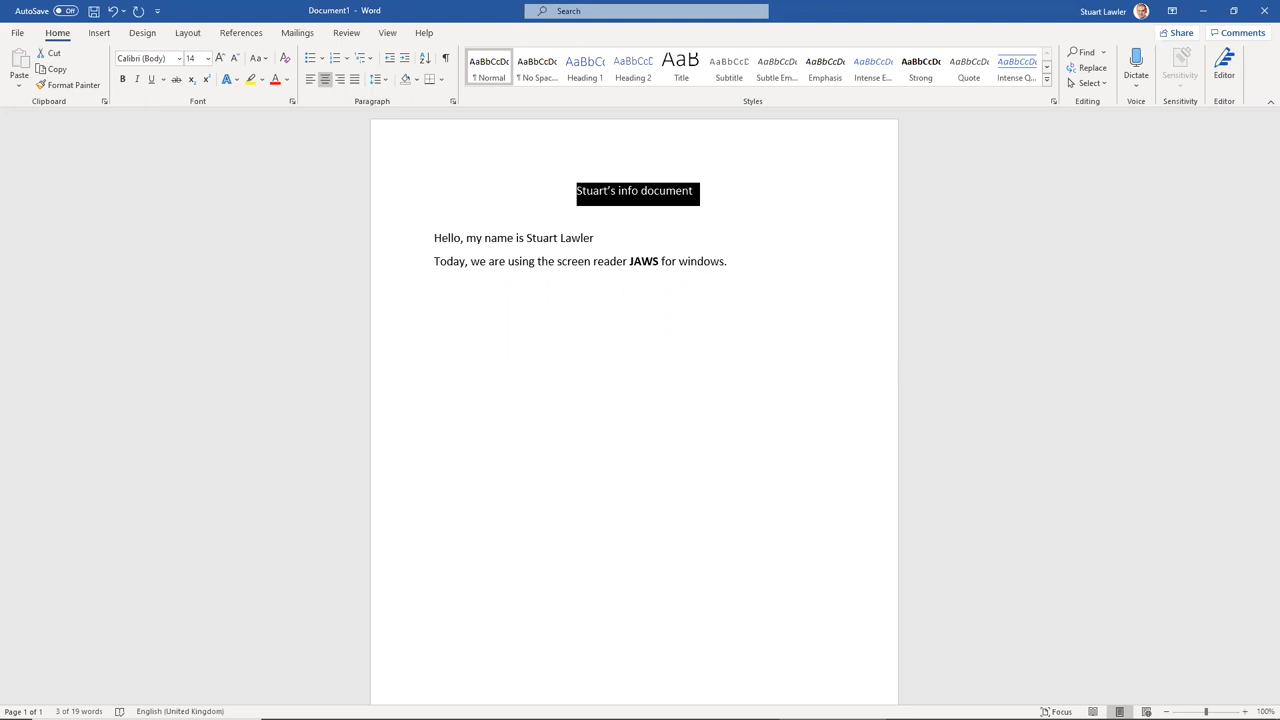 AutoSave Off Document1 - Word Search Stuart Lawler
File Home Insert Design Layout References Mailings Review View Help Share Comments
Paste Cut Copy Format Painter
Calibri (Body) 14
AaBbCcDc AaBbCcDc AaBbC( AaBbCcD AaB AaBbCcD AaBbCcDc AaBbCcDc AaBbCcDc AaBbCcDc AaBbCcDc AaBbCcDc
¶ Normal ¶ No Spac... Heading 1 Heading 2 Title Subtitle Subtle Em... Emphasis Intense E... Strong Quote Intense Q...
Find Replace Select
Dictate Sensitivity Editor
Clipboard Font Paragraph Styles Editing Voice Sensitivity Editor
Stuart’s info document
Hello, my name is Stuart Lawler
Today, we are using the screen reader JAWS for windows.
Page 1 of 1 3 of 19 words English (United Kingdom) Focus 100%